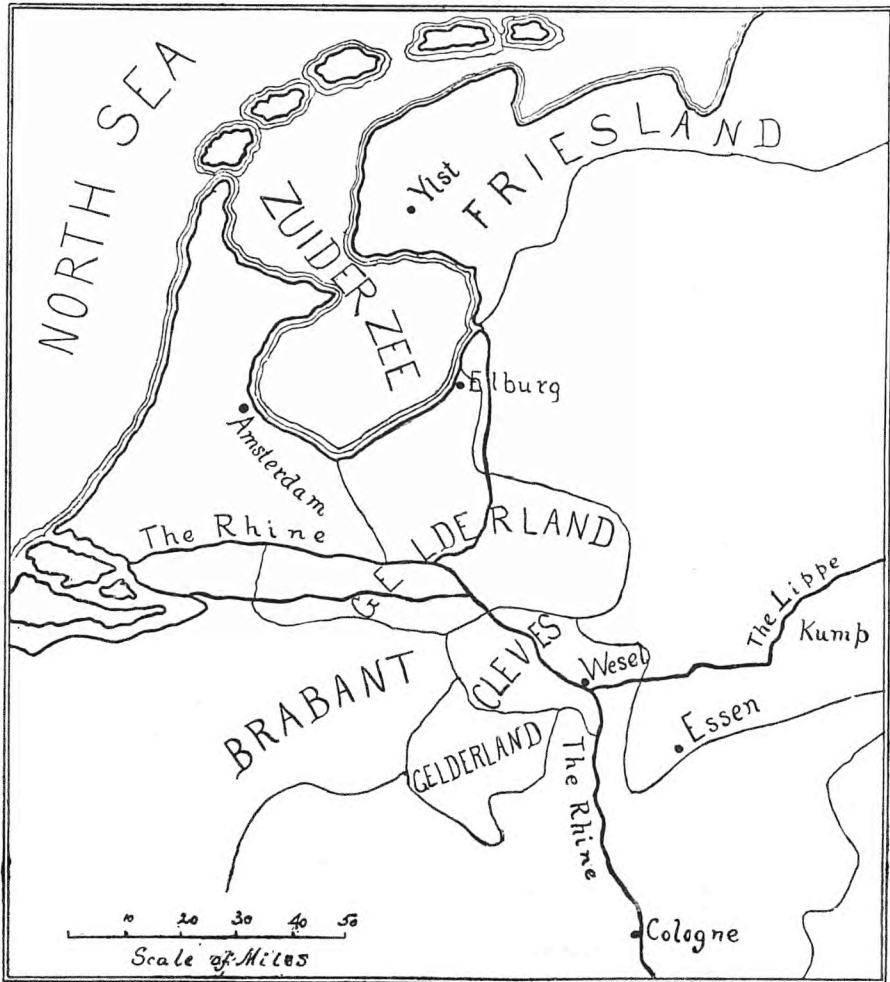 NORTH SEA
ZUIDER ZEE
FRIESLAND
Ylst
Elburg
Amsterdam
The Rhine
GELDERLAND
The Lippe
Kump
CLEVES
Wesel
BRABANT
Essen
GELDERLAND
The Rhine
10 20 30 40 50
Scale of Miles
Cologne